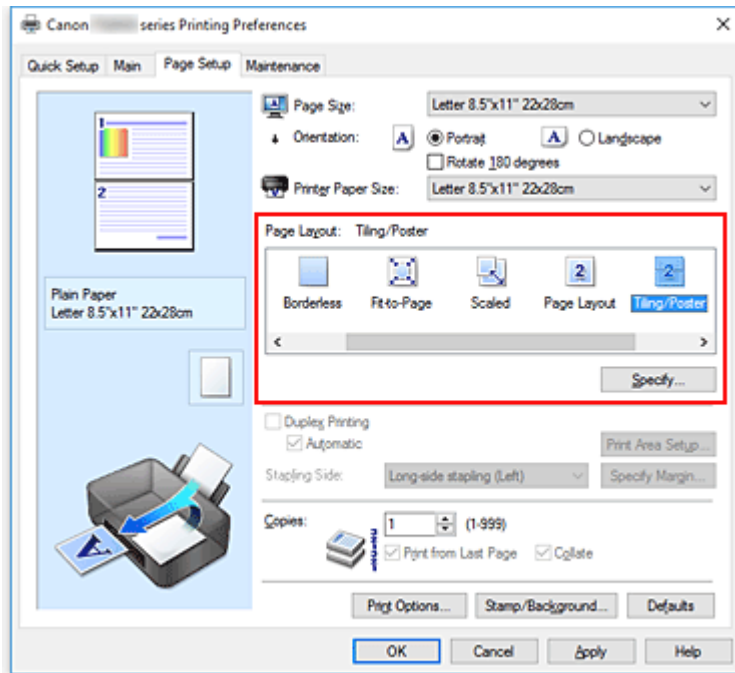 Canon series Printing Preferences
Quick Setup Main Page Setup Maintenance
1
2
Plain Paper
Letter 8.5"x11" 22x28cm
Page Size: Letter 8.5"x11" 22x28cm
Orientation: A Portrait A Landscape
Rotate 180 degrees
Printer Paper Size: Letter 8.5"x11" 22x28cm
Page Layout: Tiling/Poster
2 2
Borderless Fit-to-Page Scaled Page Layout Tiling/Poster
Specify...
Duplex Printing
Automatic Print Area Setup...
Stapling Side: Long-side stapling (Left) Specify Margin...
Copies: 1 (1-999)
Print from Last Page Collate
A
Print Options... Stamp/Background... Defaults
OK Cancel Apply Help